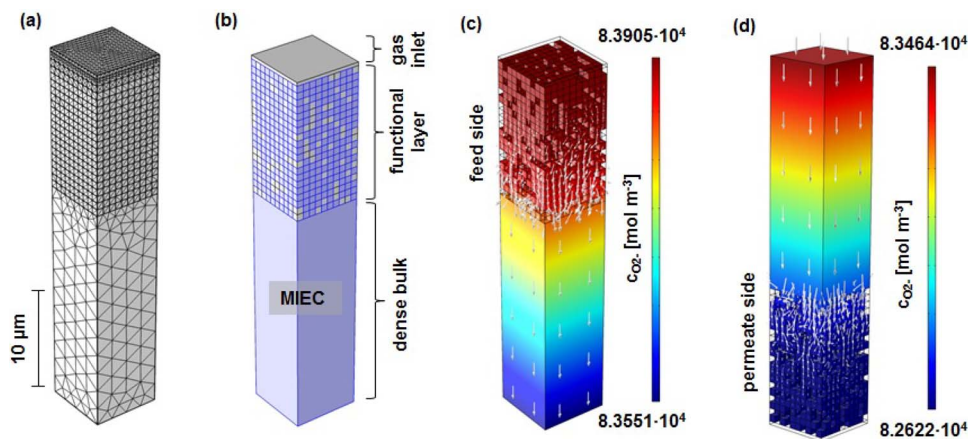 (a)
10 µm
(b)
gas
inlet
functional
layer
dense bulk
MIEC
(c)
feed side
8.3905·10⁴
c_O2- [mol m⁻³]
8.3551·10⁴
(d)
permeate side
8.3464·10⁴
c_O2- [mol m⁻³]
8.2622·10⁴